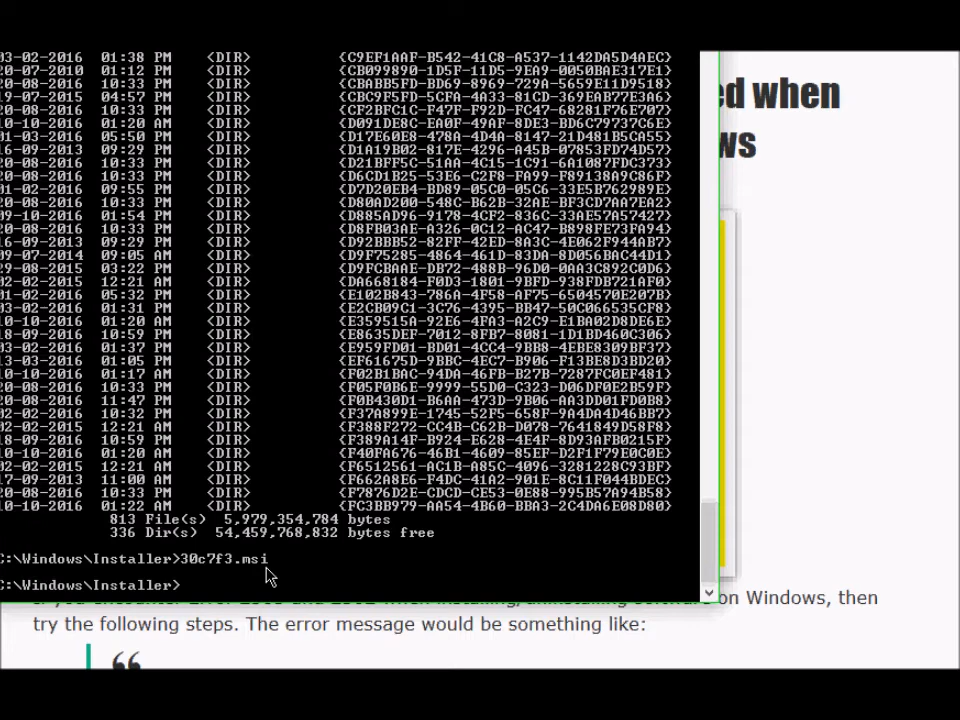 03-02-2016  01:38 PM    <DIR>          {C9EF1AAF-B542-41C8-A537-1142DA5D4AEC}
20-07-2010  01:12 PM    <DIR>          {CB099890-1D5F-11D5-9EA9-0050BAE317E1}
20-08-2016  10:33 PM    <DIR>          {CBABB5FD-BD69-8969-729A-5659E11D9518}
19-07-2015  04:57 PM    <DIR>          {CBC9F5FD-5CFA-4A33-81CD-369EAB77E3A6}
20-08-2016  10:33 PM    <DIR>          {CF2BFC1C-F47F-F92D-FC47-68281F76E707}
10-10-2016  01:20 AM    <DIR>          {D091DE8C-EA0F-49AF-8DE3-BD6C79737C6E}
01-03-2016  05:50 PM    <DIR>          {D17E60E8-478A-4D4A-8147-21D481B5CA55}
16-09-2013  09:29 PM    <DIR>          {D1A19B02-817E-4296-A45B-07853FD74D57}
20-08-2016  10:33 PM    <DIR>          {D21BFF5C-51AA-4C15-1C91-6A1087FDC373}
20-08-2016  10:33 PM    <DIR>          {D6CD1B25-53E6-C2F8-FA99-F89138A9C86F}
01-02-2016  09:55 PM    <DIR>          {D7D20EB4-BD89-05C0-05C6-33E5B762989E}
20-08-2016  10:33 PM    <DIR>          {D80AD200-548C-B62B-32AE-BF3CD7AA7EA2}
09-10-2016  01:54 PM    <DIR>          {D885AD96-9178-4CF2-836C-33AE57A57427}
20-08-2016  10:33 PM    <DIR>          {D8FB03AE-A326-0C12-AC47-B898FE73FA94}
16-09-2013  09:29 PM    <DIR>          {D92BBB52-82FF-42ED-8A3C-4E062F944AB7}
09-07-2014  09:05 AM    <DIR>          {D9F75285-4864-461D-83DA-8D056BAC44D1}
29-08-2015  03:22 PM    <DIR>          {D9FCBAAE-DB72-488B-96D0-0AA3C892C0D6}
02-02-2016  12:21 AM    <DIR>          {DA668184-F0D3-1801-9BFD-938FDB721AF0}
01-02-2016  05:32 PM    <DIR>          {E102B843-786A-4F58-AF75-6504570E207B}
03-02-2016  01:31 PM    <DIR>          {E2CB09C1-3C76-4395-BB47-50C066535CF8}
10-10-2016  01:20 AM    <DIR>          {E359515A-92E6-4FA3-A2C9-E1BA02D8DE6E}
18-09-2016  10:59 PM    <DIR>          {E8635DEF-7012-8FB7-8081-1D1BD460C306}
03-02-2016  01:37 PM    <DIR>          {E959FD01-BD01-4CC4-9BB8-4EBE8309BF37}
13-03-2016  01:05 PM    <DIR>          {EF61675D-9BBC-4EC7-B906-F13BE8D3BD20}
10-10-2016  01:17 AM    <DIR>          {F02B1BAC-94DA-46FB-B27B-7287FC0EF481}
20-08-2016  10:33 PM    <DIR>          {F05F0B6E-9999-55D0-C323-D06DF0E2B59F}
20-08-2016  11:47 PM    <DIR>          {F0B430D1-B6AA-473D-9B06-AA3DD01FD0B8}
02-02-2016  10:32 PM    <DIR>          {F37A899E-1745-52F5-658F-9A4DA4D46BB7}
02-02-2016  12:21 AM    <DIR>          {F388F272-CC4B-C62B-D078-7641849D58F8}
18-09-2016  10:59 PM    <DIR>          {F389A14F-B924-E628-4E4F-8D93AFB0215F}
10-10-2016  01:20 AM    <DIR>          {F40FA676-46B1-4609-85EF-D2F1F79E0C0E}
02-02-2016  12:21 AM    <DIR>          {F6512561-AC1B-A85C-4096-3281228C93BF}
17-09-2013  11:00 AM    <DIR>          {F662A8E6-F4DC-41A2-901E-8C11F044BDEC}
20-08-2016  10:33 PM    <DIR>          {F7876D2E-CDCD-CE53-0E88-995B57A94B58}
10-10-2016  01:22 AM    <DIR>          {FC3BB979-AA54-4B60-BBA3-2C4DA6E08D80}
813 File(s)  5,979,354,784 bytes
336 Dir(s)  54,459,768,832 bytes free
C:\Windows\Installer>30c7f3.msi
C:\Windows\Installer>
ed when
ws
on Windows, then
try the following steps. The error message would be something like:
“